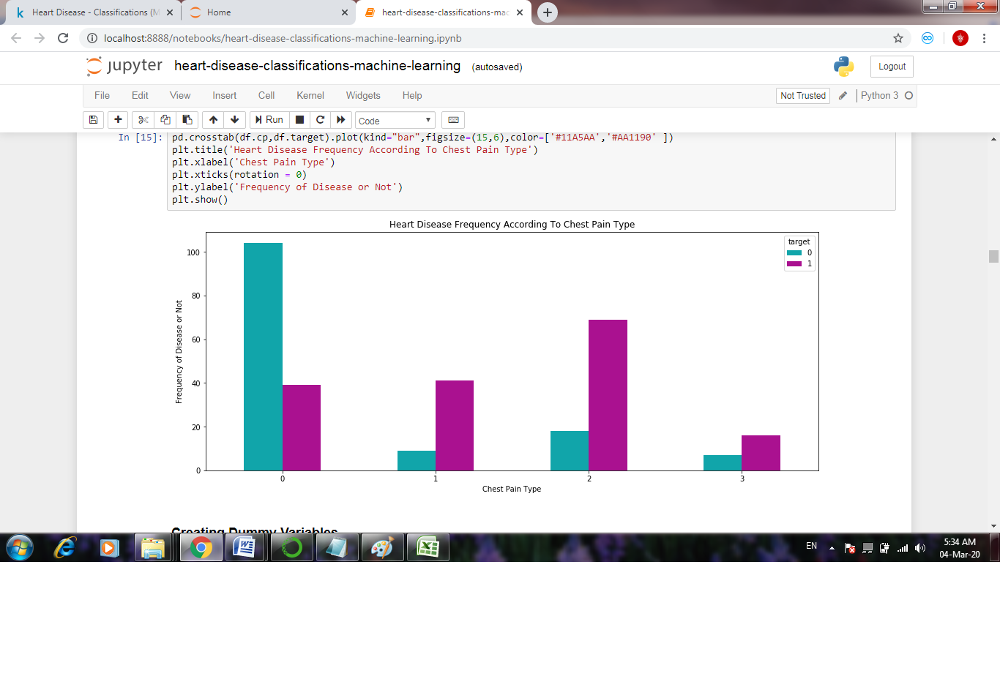 Heart Disease - Classifications (M
Home
heart-disease-classifications-mac
localhost:8888/notebooks/heart-disease-classifications-machine-learning.ipynb
jupyter heart-disease-classifications-machine-learning (autosaved)
Logout
File Edit View Insert Cell Kernel Widgets Help
Not Trusted
Python 3
Run
Code
In [15]: pd.crosstab(df.cp,df.target).plot(kind="bar",figsize=(15,6),color=['#11A5AA','#AA1190' ])
plt.title('Heart Disease Frequency According To Chest Pain Type')
plt.xlabel('Chest Pain Type')
plt.xticks(rotation = 0)
plt.ylabel('Frequency of Disease or Not')
plt.show()
Heart Disease Frequency According To Chest Pain Type
target
0
1
100
80
60
40
20
0
Frequency of Disease or Not
0 1 2 3
Chest Pain Type
Creating Dummy Variables
EN
5:34 AM
04-Mar-20